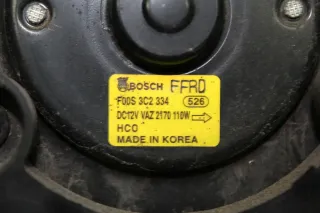 BOSCH FFRD
F00S 3C2 334 526
DC12V VAZ 2170 110W
HCO
MADE IN KOREA